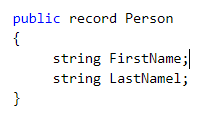 public record Person
{
string FirstName;
string LastNamel;
}